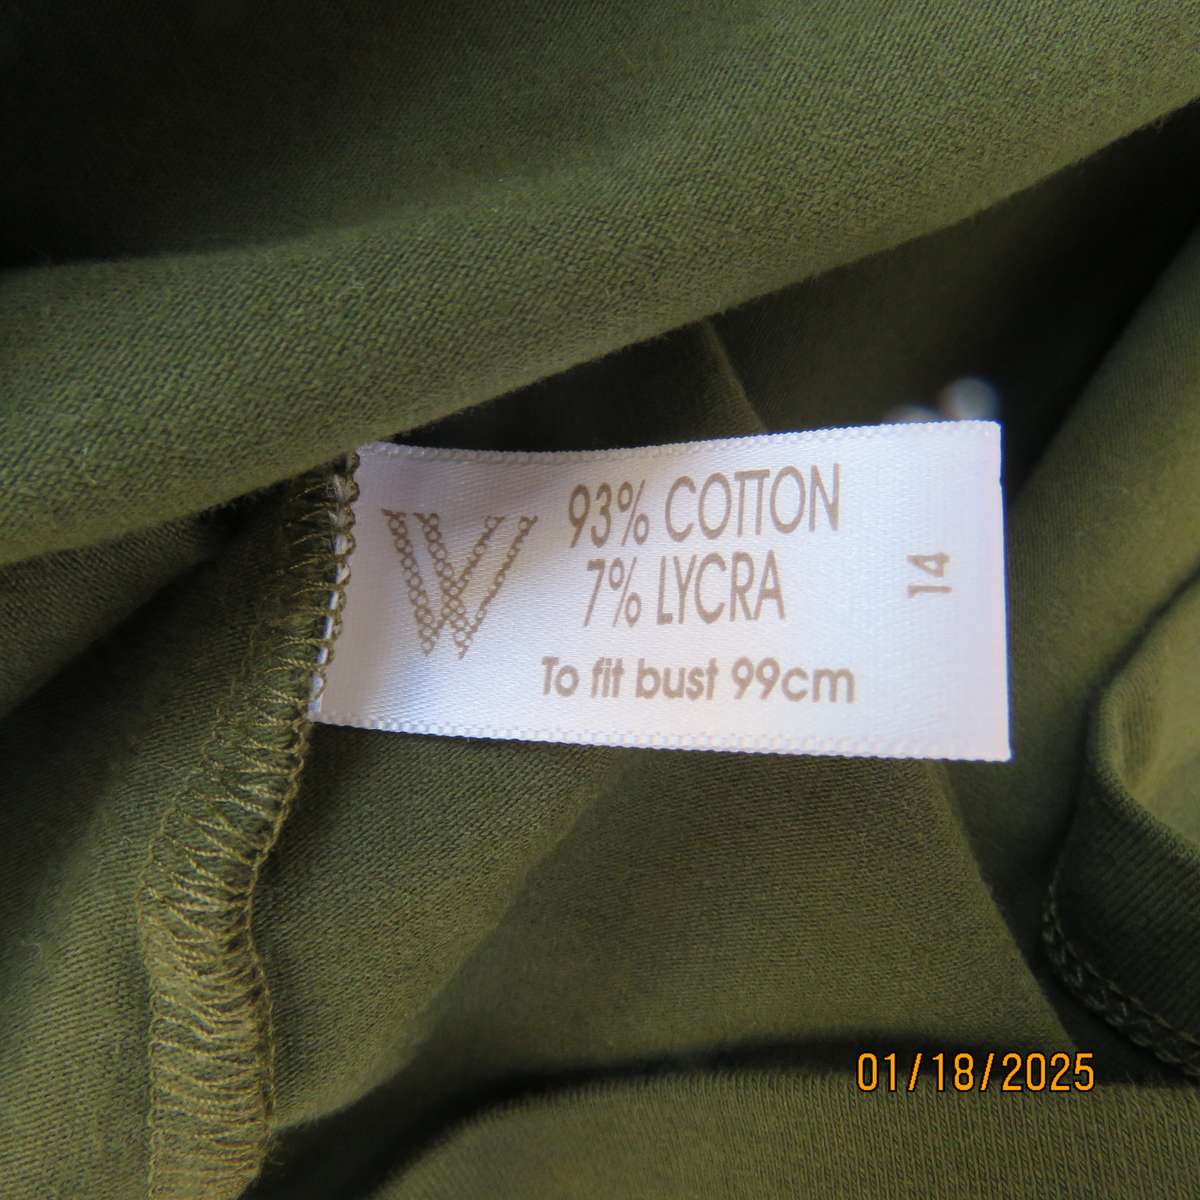 W
93% COTTON
7% LYCRA
To fit bust 99cm
14
01/18/2025